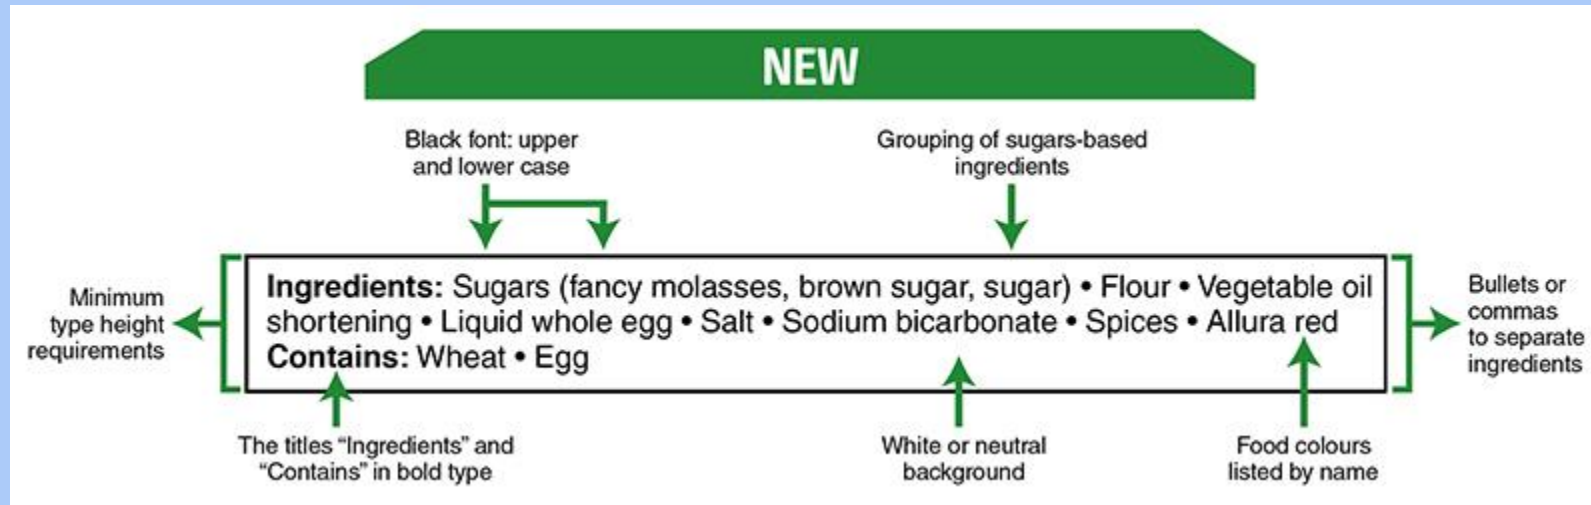 NEW
Black font: upper
and lower case
Grouping of sugars-based
ingredients
Minimum
type height
requirements
Ingredients: Sugars (fancy molasses, brown sugar, sugar) • Flour • Vegetable oil
shortening • Liquid whole egg • Salt • Sodium bicarbonate • Spices • Allura red
Contains: Wheat • Egg
Bullets or
commas
to separate
ingredients
The titles “Ingredients” and
“Contains” in bold type
White or neutral
background
Food colours
listed by name